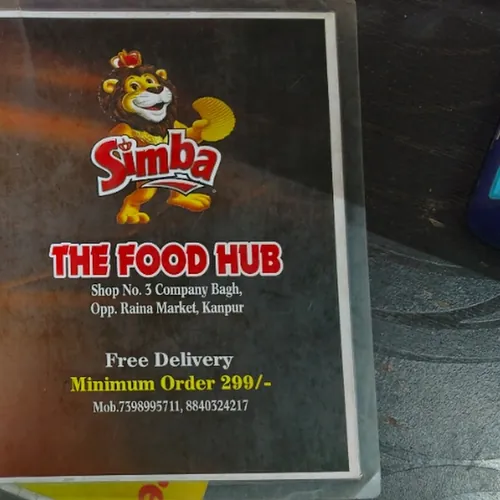 Simba
THE FOOD HUB
Shop No. 3 Company Bagh,
Opp. Raina Market, Kanpur
Free Delivery
Minimum Order 299/-
Mob.7398995711, 8840324217